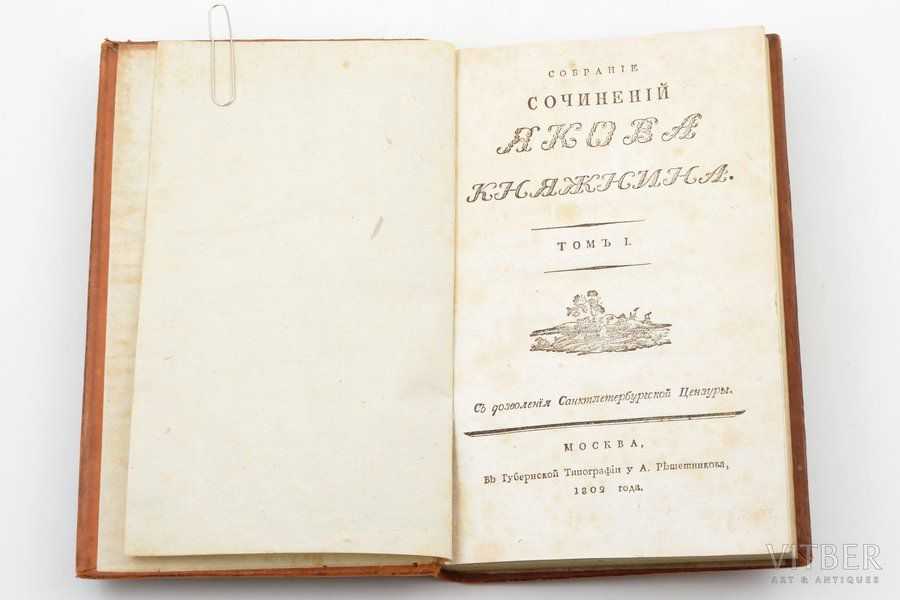 СОБРАНІЕ
СОЧИНЕНІЙ
ЯКОВА
КНЯЖНИНА.
ТОМЪ I.
Съ дозволенія Санктпетербургской Цензуры.
МОСКВА,
Въ Губернской Типографіи у А. Рѣшетникова,
1802 года.
VITBER
ART & ANTIQUES